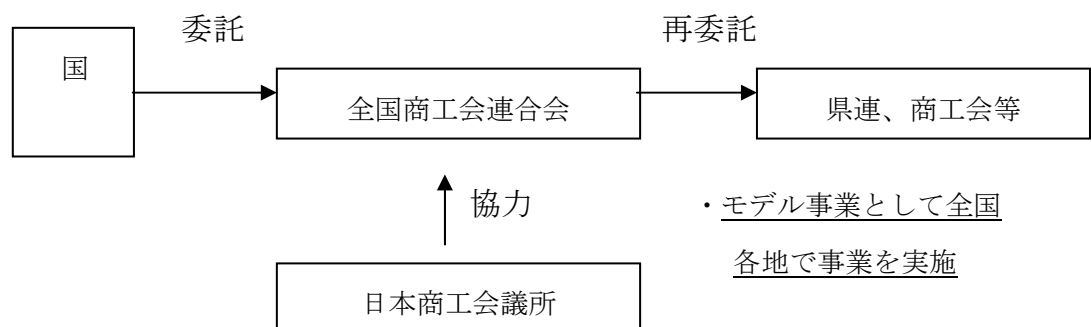 委託
再委託
国
全国商工会連合会
県連、商工会等
協力
・モデル事業として全国
各地で事業を実施
日本商工会議所